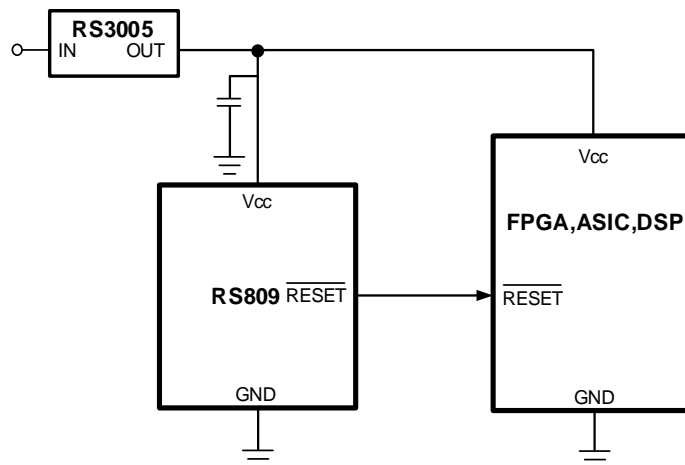 RS3005
IN OUT
Vcc
Vcc
FPGA,ASIC,DSP
RS809 RESET
RESET
GND
GND